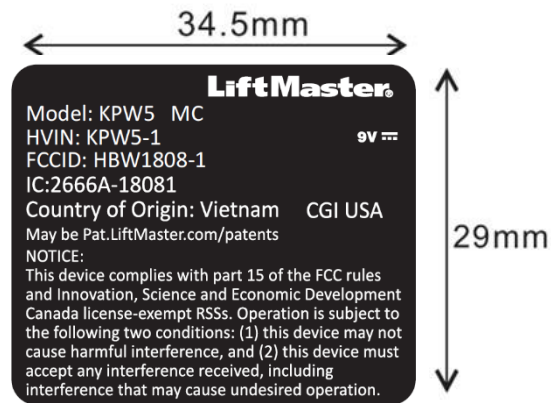 34.5mm
LiftMaster®
Model: KPW5 MC
HVIN: KPW5-1
9V
FCCID: HBW1808-1
IC:2666A-18081
Country of Origin: Vietnam CGI USA
May be Pat.LiftMaster.com/patents
29mm
NOTICE:
This device complies with part 15 of the FCC rules
and Innovation, Science and Economic Development
Canada license-exempt RSSs. Operation is subject to
the following two conditions: (1) this device may not
cause harmful interference, and (2) this device must
accept any interference received, including
interference that may cause undesired operation.